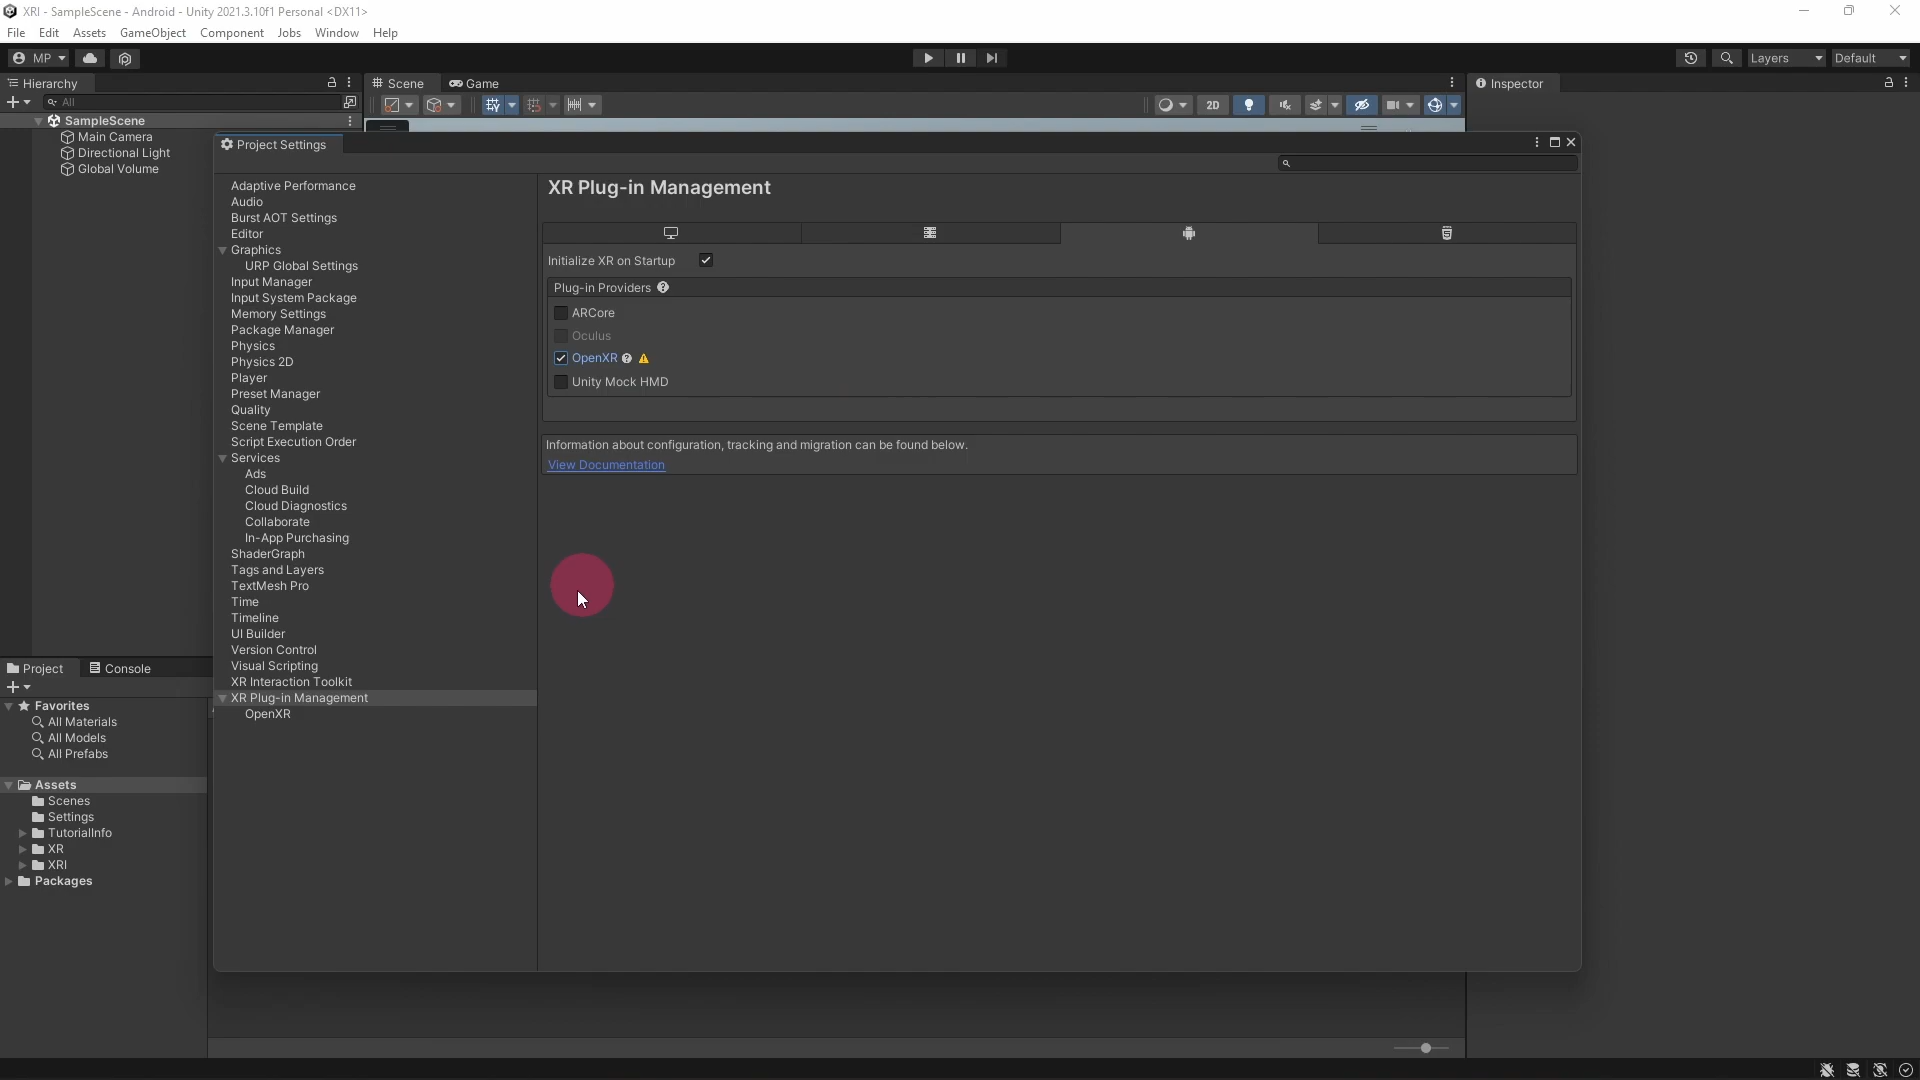 XRI - SampleScene - Android - Unity 2021.3.10f1 Personal <DX11>
File Edit Assets GameObject Component Jobs Window Help
MP
Layers
Default
Hierarchy
Scene
Game
Inspector
All
2D
SampleScene
Main Camera
Directional Light
Global Volume
Project Settings
Adaptive Performance
Audio
Burst AOT Settings
Editor
Graphics
URP Global Settings
Input Manager
Input System Package
Memory Settings
Package Manager
Physics
Physics 2D
Player
Preset Manager
Quality
Scene Template
Script Execution Order
Services
Ads
Cloud Build
Cloud Diagnostics
Collaborate
In-App Purchasing
ShaderGraph
Tags and Layers
TextMesh Pro
Time
Timeline
UI Builder
Version Control
Visual Scripting
XR Interaction Toolkit
XR Plug-in Management
OpenXR
XR Plug-in Management
Initialize XR on Startup
Plug-in Providers
ARCore
Oculus
OpenXR
Unity Mock HMD
Information about configuration, tracking and migration can be found below.
View Documentation
Project
Console
Favorites
All Materials
All Models
All Prefabs
Assets
Scenes
Settings
TutorialInfo
XR
XRI
Packages